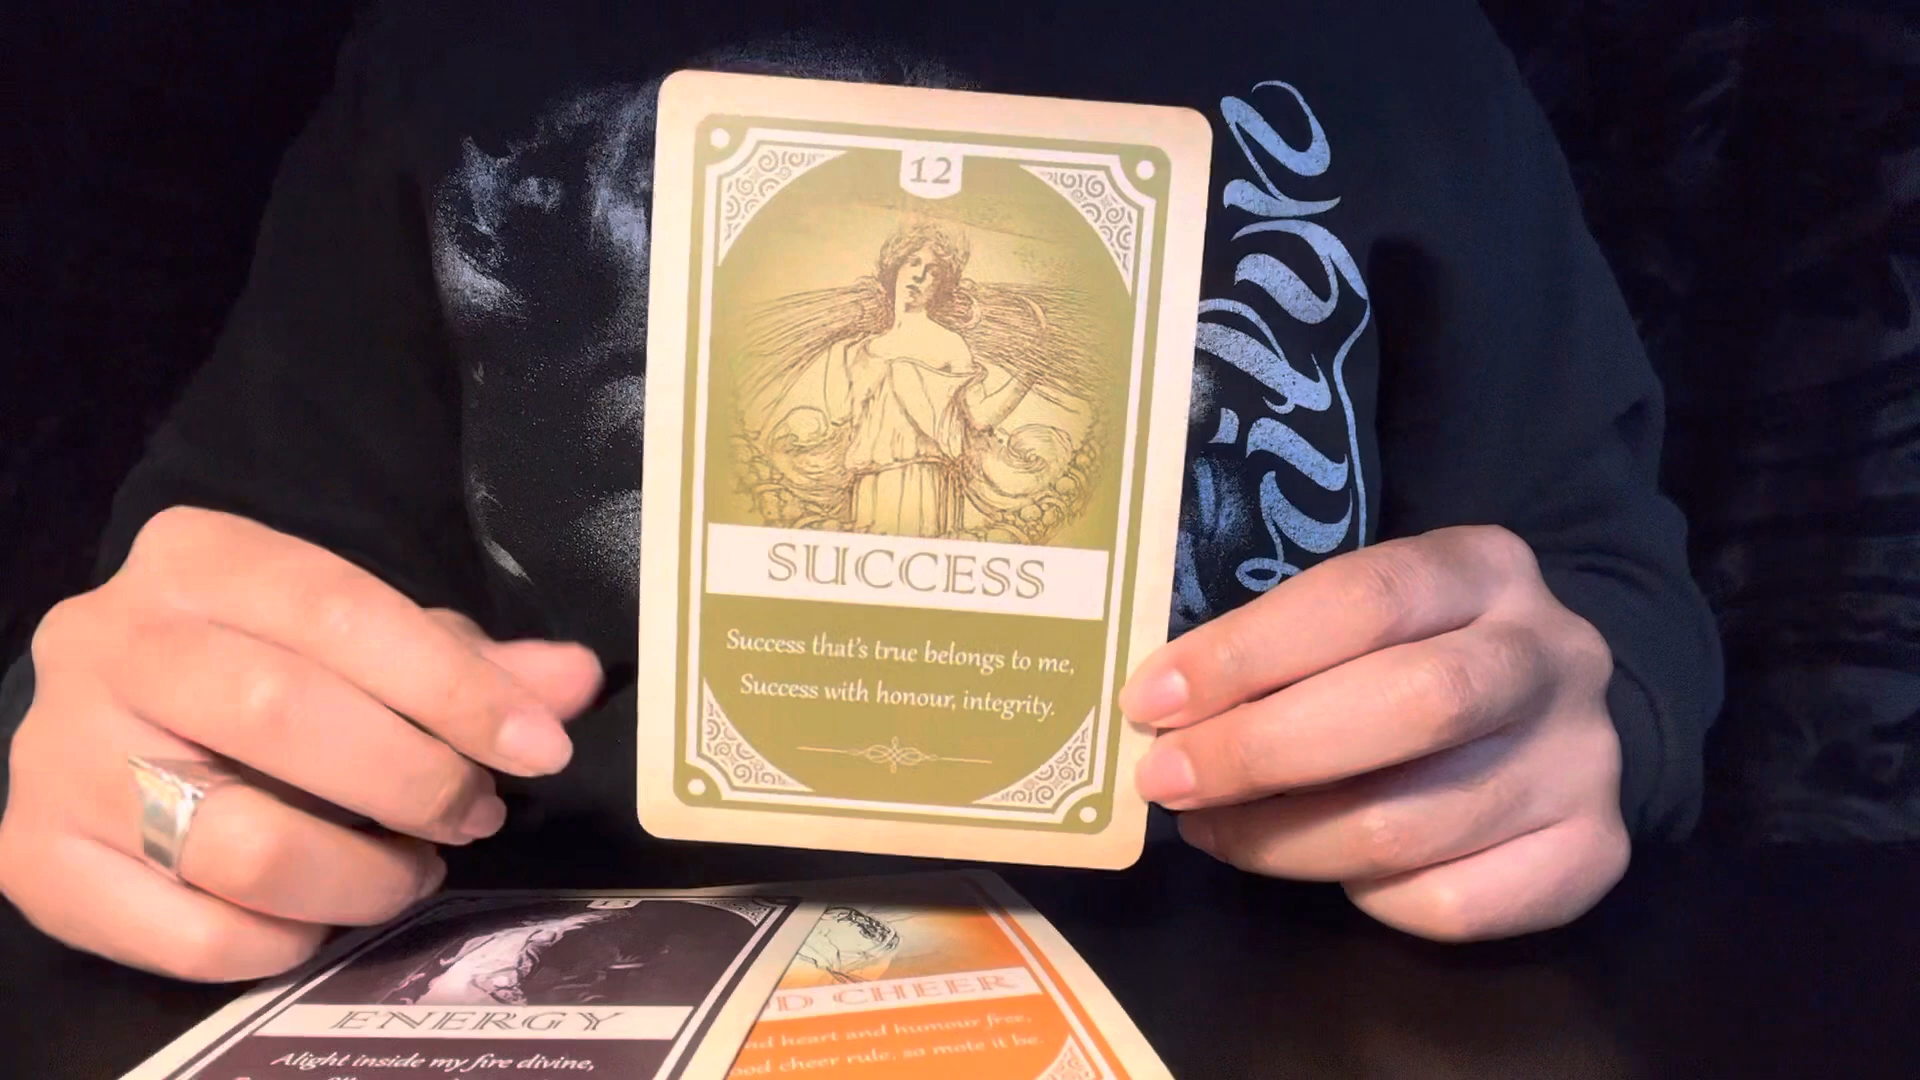 12
SUCCESS
Success that's true belongs to me,
Success with honour, integrity.
13
ENERGY
Alight inside my fire divine,
CHEER
heart and humour free,
cheer rule, so mote it be.